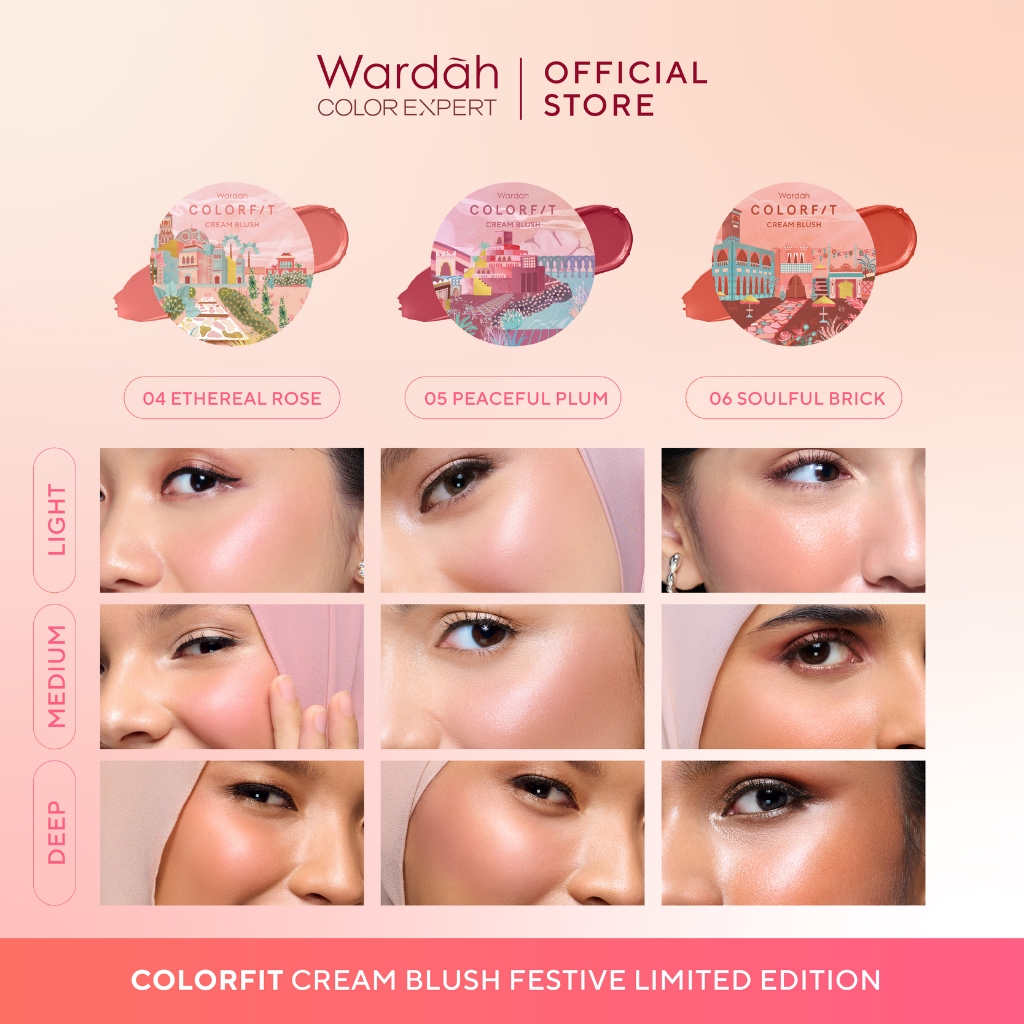 Wardah
COLOR EXPERT
OFFICIAL
STORE
Wardah
COLORFIT
CREAM BLUSH
Wardah
COLORFIT
CREAM BLUSH
Wardah
COLORFIT
CREAM BLUSH
04 ETHEREAL ROSE
05 PEACEFUL PLUM
06 SOULFUL BRICK
LIGHT
MEDIUM
DEEP
COLORFIT CREAM BLUSH FESTIVE LIMITED EDITION